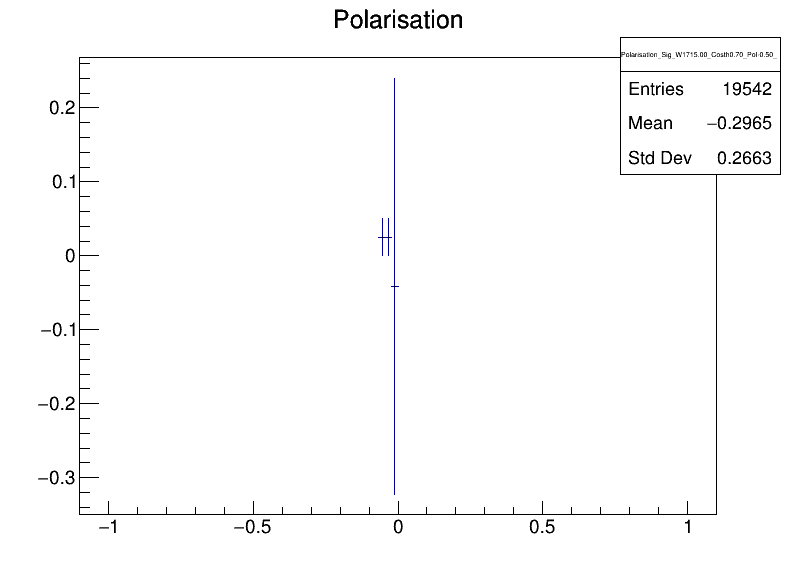 Polarisation
Polarisation_Sig_W1715.00_Costh0.70_Pol-0.50_
Entries 19542
Mean −0.2965
Std Dev 0.2663
0.2
0.1
0
−0.1
−0.2
−0.3
−1 −0.5 0 0.5 1